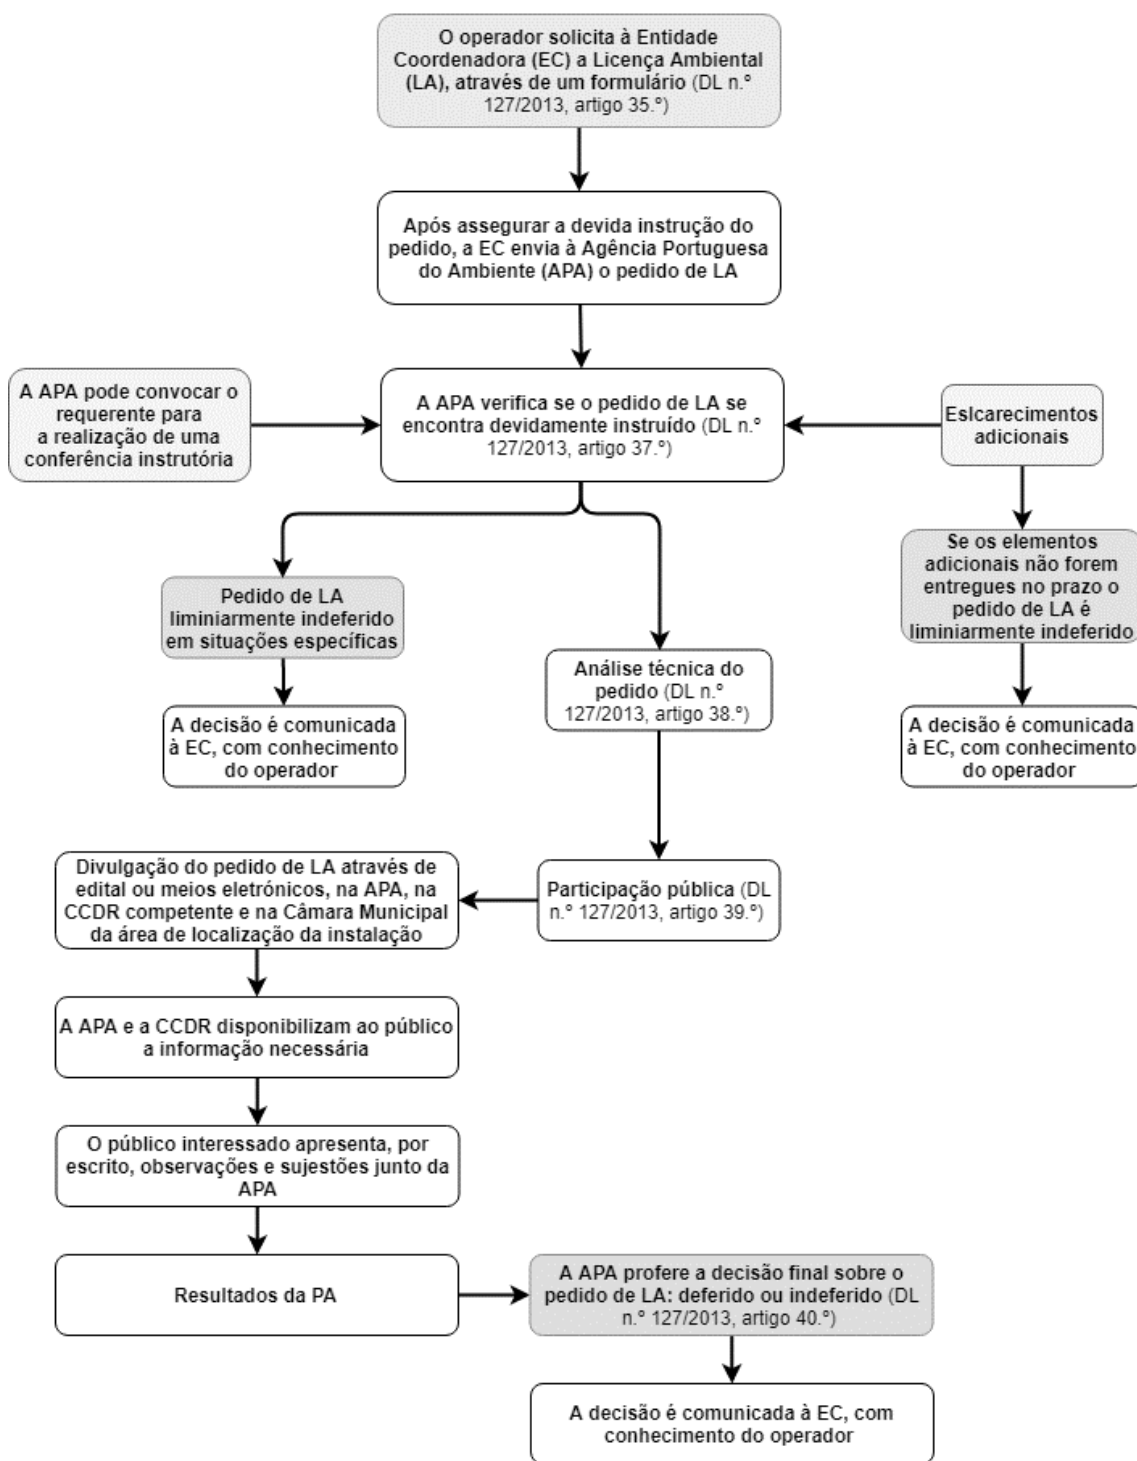 O operador solicita à Entidade
Coordenadora (EC) a Licença Ambiental
(LA), através de um formulário (DL n.º
127/2013, artigo 35.º)
Após assegurar a devida instrução do
pedido, a EC envia à Agência Portuguesa
do Ambiente (APA) o pedido de LA
A APA pode convocar o
requerente para
a realização de uma
conferência instrutória
A APA verifica se o pedido de LA se
encontra devidamente instruído (DL n.º
127/2013, artigo 37.º)
Eslcarecimentos
adicionais
Pedido de LA
liminiarmente indeferido
em situações específicas
Se os elementos
adicionais não forem
entregues no prazo o
pedido de LA é
liminiarmente indeferido
Análise técnica do
pedido (DL n.º
127/2013, artigo 38.º)
A decisão é comunicada
à EC, com conhecimento
do operador
A decisão é comunicada
à EC, com conhecimento
do operador
Divulgação do pedido de LA através de
edital ou meios eletrónicos, na APA, na
CCDR competente e na Câmara Municipal
da área de localização da instalação
Participação pública (DL
n.º 127/2013, artigo 39.º)
A APA e a CCDR disponibilizam ao público
a informação necessária
O público interessado apresenta, por
escrito, observações e sujestões junto da
APA
Resultados da PA
A APA profere a decisão final sobre o
pedido de LA: deferido ou indeferido (DL
n.º 127/2013, artigo 40.º)
A decisão é comunicada à EC, com
conhecimento do operador